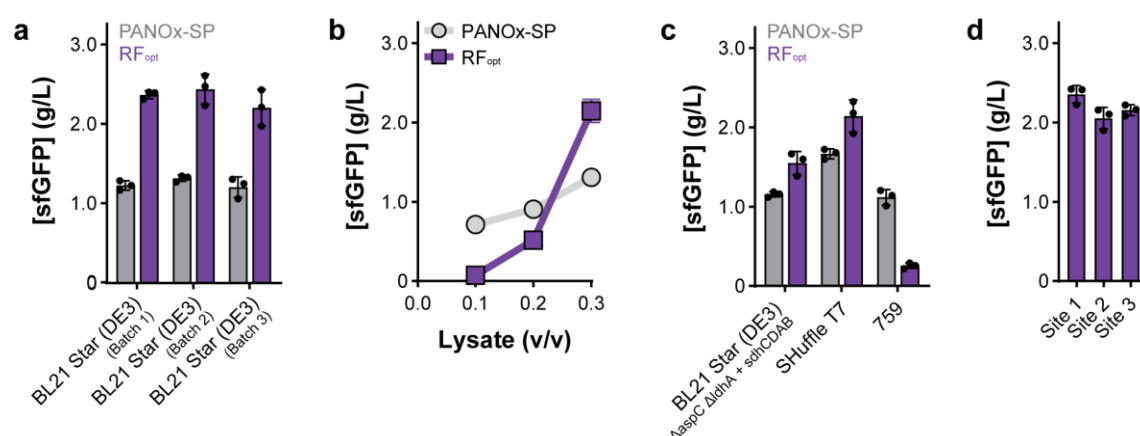 a
PANOx-SP
RFopt
[sfGFP] (g/L)
3.0
2.0
1.0
0
BL21 Star (DE3)
(Batch 1)
BL21 Star (DE3)
(Batch 2)
BL21 Star (DE3)
(Batch 3)
b
PANOx-SP
RFopt
[sfGFP] (g/L)
3.0
2.0
1.0
0
0.0 0.1 0.2 0.3
Lysate (v/v)
c
PANOx-SP
RFopt
[sfGFP] (g/L)
3.0
2.0
1.0
0
BL21 Star (DE3)
ΔaspC ΔldhA + sdhCDAB
SHuffle T7
759
d
[sfGFP] (g/L)
3.0
2.0
1.0
0
Site 1
Site 2
Site 3